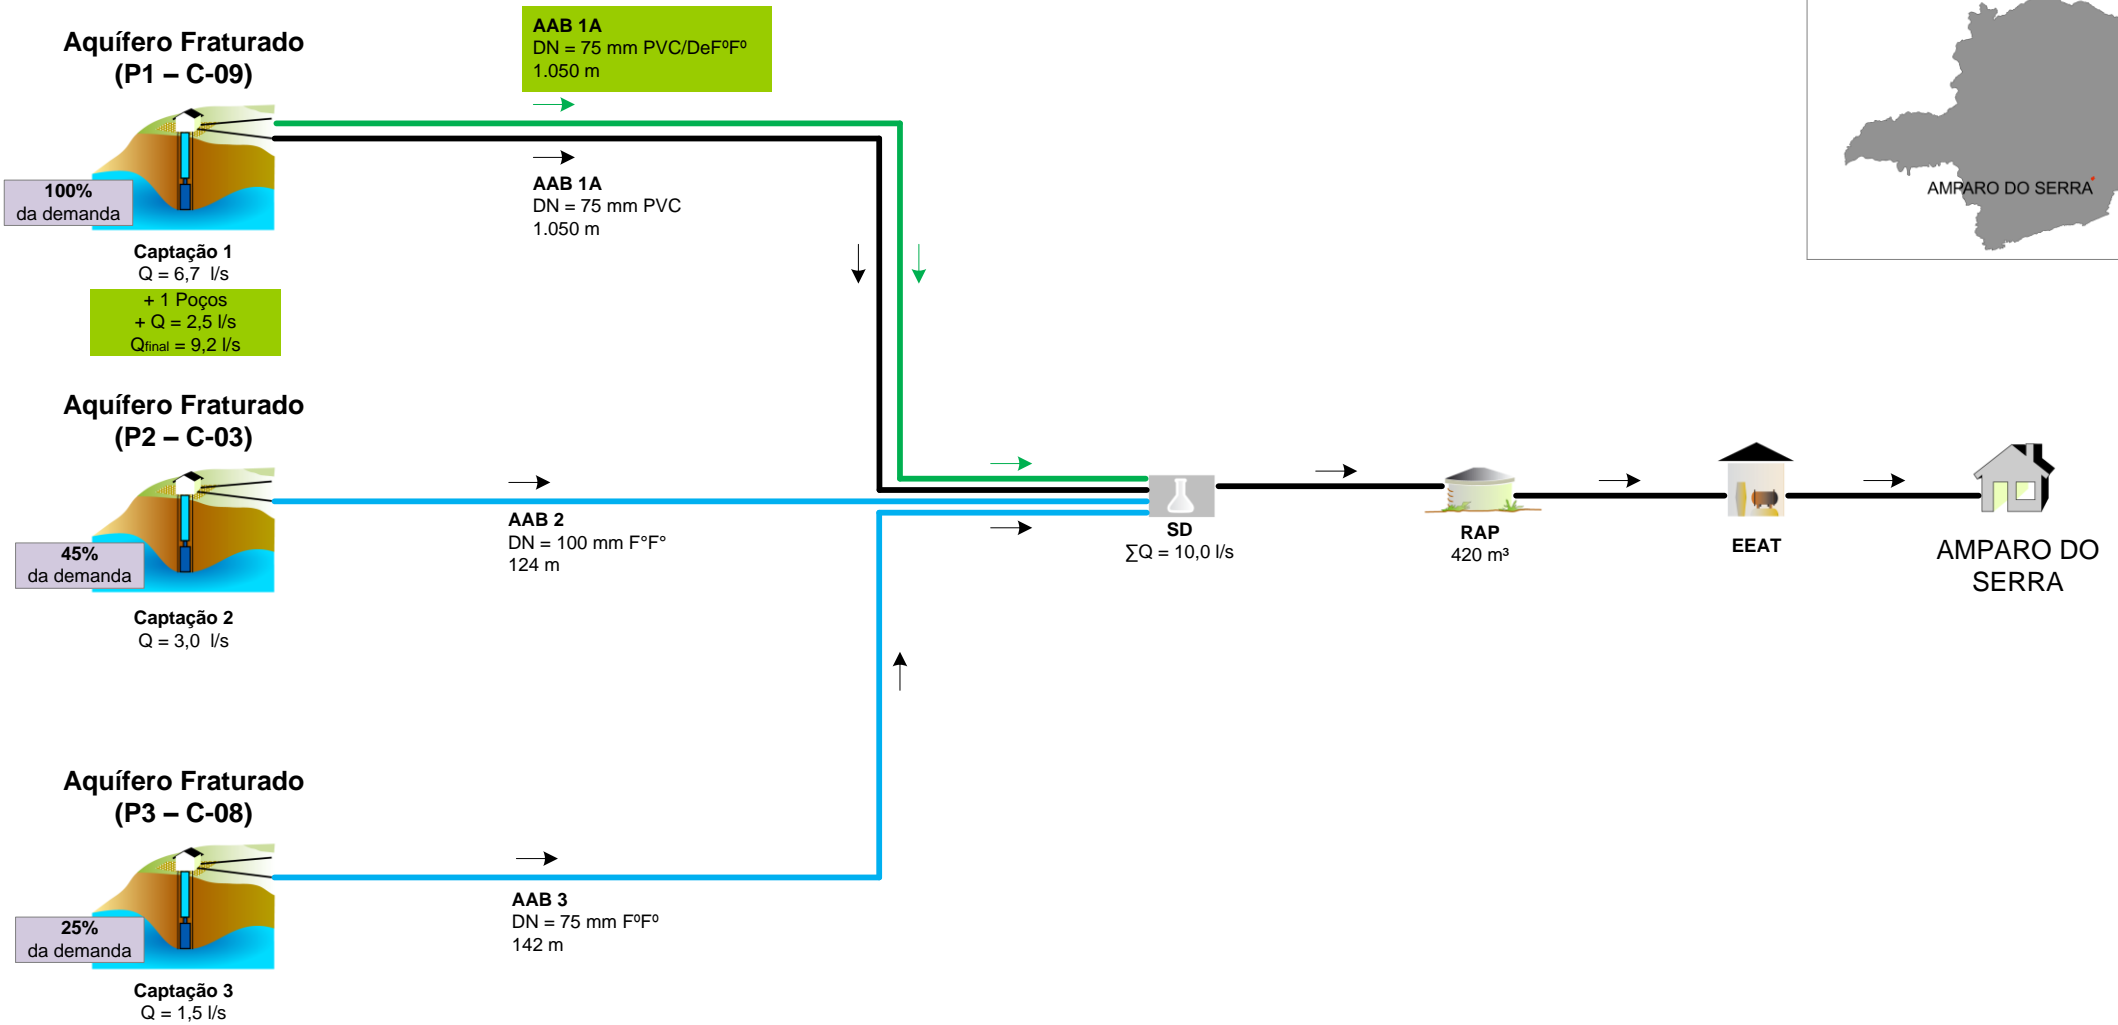 Aquífero Fraturado
(P1 – C-09)
100%
da demanda
Captação 1
Q = 6,7 l/s
+ 1 Poços
+ Q = 2,5 l/s
Qfinal = 9,2 l/s
AAB 1A
DN = 75 mm PVC/DeFºFº
1.050 m
AAB 1A
DN = 75 mm PVC
1.050 m
AMPARO DO SERRA
Aquífero Fraturado
(P2 – C-03)
45%
da demanda
Captação 2
Q = 3,0 l/s
AAB 2
DN = 100 mm F°F°
124 m
SD
∑Q = 10,0 l/s
RAP
420 m³
EEAT
AMPARO DO
SERRA
Aquífero Fraturado
(P3 – C-08)
25%
da demanda
Captação 3
Q = 1,5 l/s
AAB 3
DN = 75 mm FºFº
142 m